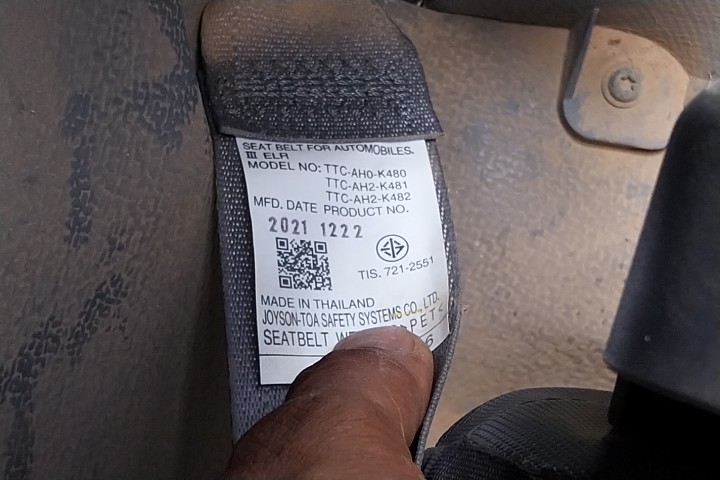 SEAT BELT FOR AUTOMOBILES.
III ELR
MODEL NO: TTC-AH0-K480
TTC-AH2-K481
TTC-AH2-K482
MFD. DATE PRODUCT NO.
2021 1222
TIS. 721-2551
MADE IN THAILAND
JOYSON-TOA SAFETY SYSTEMS CO., LTD.
SEATBELT >PET<